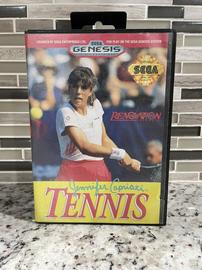 LICENSED BY SEGA ENTERPRISES LTD. FOR PLAY ON THE SEGA GENESIS SYSTEM
SEGA
GENESIS
SEGA
RENOVATION
Jennifer Capriati
TENNIS